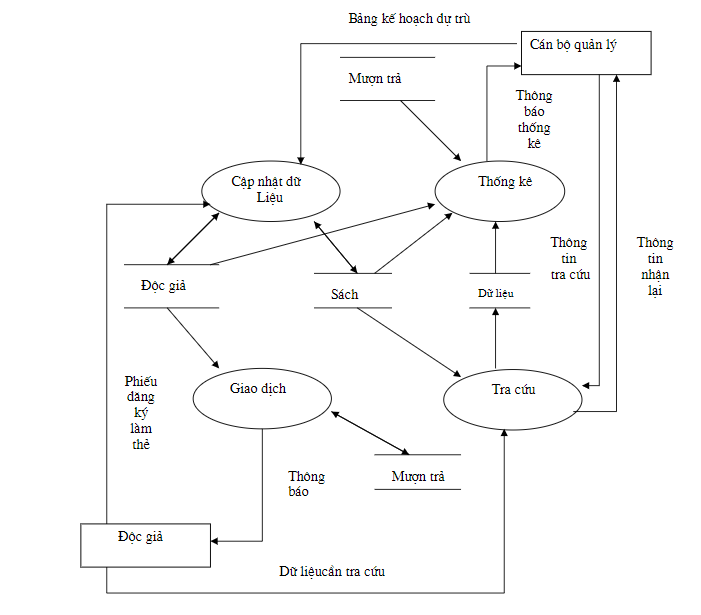 Bảng kế hoạch dự trù
Cán bộ quản lý
Mượn trả
Thông
báo
thống
kê
Cập nhật dữ
Liệu
Thống kê
Thông
tin
tra cứu
Thông
tin
nhận
lại
Độc giả
Sách
Dữ liệu
Phiếu
đăng
ký
làm
thẻ
Giao dịch
Tra cứu
Thông
báo
Mượn trả
Độc giả
Dữ liệucần tra cứu